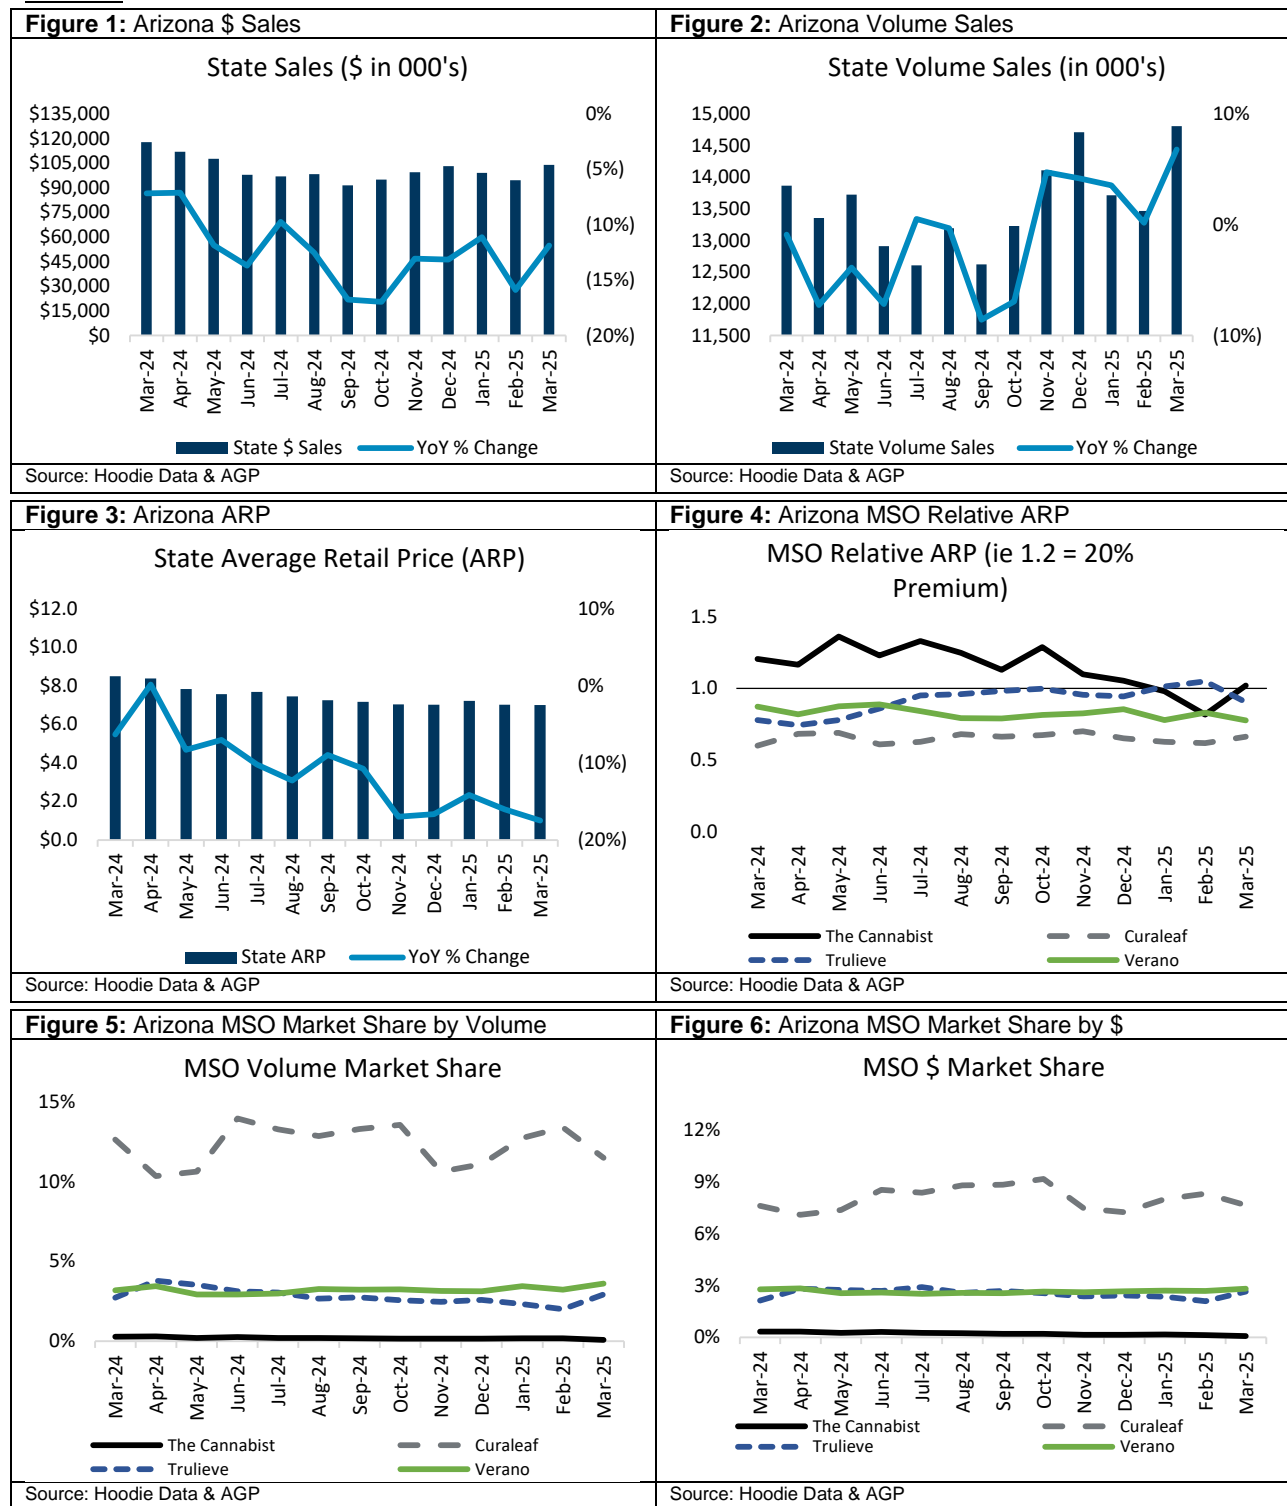 Figure 1: Arizona $ Sales
State Sales ($ in 000's)
$135,000
$120,000
$105,000
$90,000
$75,000
$60,000
$45,000
$30,000
$15,000
$0
0%
(5%)
(10%)
(15%)
(20%)
Mar-24
Apr-24
May-24
Jun-24
Jul-24
Aug-24
Sep-24
Oct-24
Nov-24
Dec-24
Jan-25
Feb-25
Mar-25
State $ Sales
YoY % Change
Source: Hoodie Data & AGP
Figure 2: Arizona Volume Sales
State Volume Sales (in 000's)
15,000
14,500
14,000
13,500
13,000
12,500
12,000
11,500
10%
0%
(10%)
Mar-24
Apr-24
May-24
Jun-24
Jul-24
Aug-24
Sep-24
Oct-24
Nov-24
Dec-24
Jan-25
Feb-25
Mar-25
State Volume Sales
YoY % Change
Source: Hoodie Data & AGP
Figure 3: Arizona ARP
State Average Retail Price (ARP)
$12.0
$10.0
$8.0
$6.0
$4.0
$2.0
$0.0
10%
0%
(10%)
(20%)
Mar-24
Apr-24
May-24
Jun-24
Jul-24
Aug-24
Sep-24
Oct-24
Nov-24
Dec-24
Jan-25
Feb-25
Mar-25
State ARP
YoY % Change
Source: Hoodie Data & AGP
Figure 4: Arizona MSO Relative ARP
MSO Relative ARP (ie 1.2 = 20%
Premium)
1.5
1.0
0.5
0.0
Mar-24
Apr-24
May-24
Jun-24
Jul-24
Aug-24
Sep-24
Oct-24
Nov-24
Dec-24
Jan-25
Feb-25
Mar-25
The Cannabist
Curaleaf
Trulieve
Verano
Source: Hoodie Data & AGP
Figure 5: Arizona MSO Market Share by Volume
MSO Volume Market Share
15%
10%
5%
0%
Mar-24
Apr-24
May-24
Jun-24
Jul-24
Aug-24
Sep-24
Oct-24
Nov-24
Dec-24
Jan-25
Feb-25
Mar-25
The Cannabist
Curaleaf
Trulieve
Verano
Source: Hoodie Data & AGP
Figure 6: Arizona MSO Market Share by $
MSO $ Market Share
12%
9%
6%
3%
0%
Mar-24
Apr-24
May-24
Jun-24
Jul-24
Aug-24
Sep-24
Oct-24
Nov-24
Dec-24
Jan-25
Feb-25
Mar-25
The Cannabist
Curaleaf
Trulieve
Verano
Source: Hoodie Data & AGP